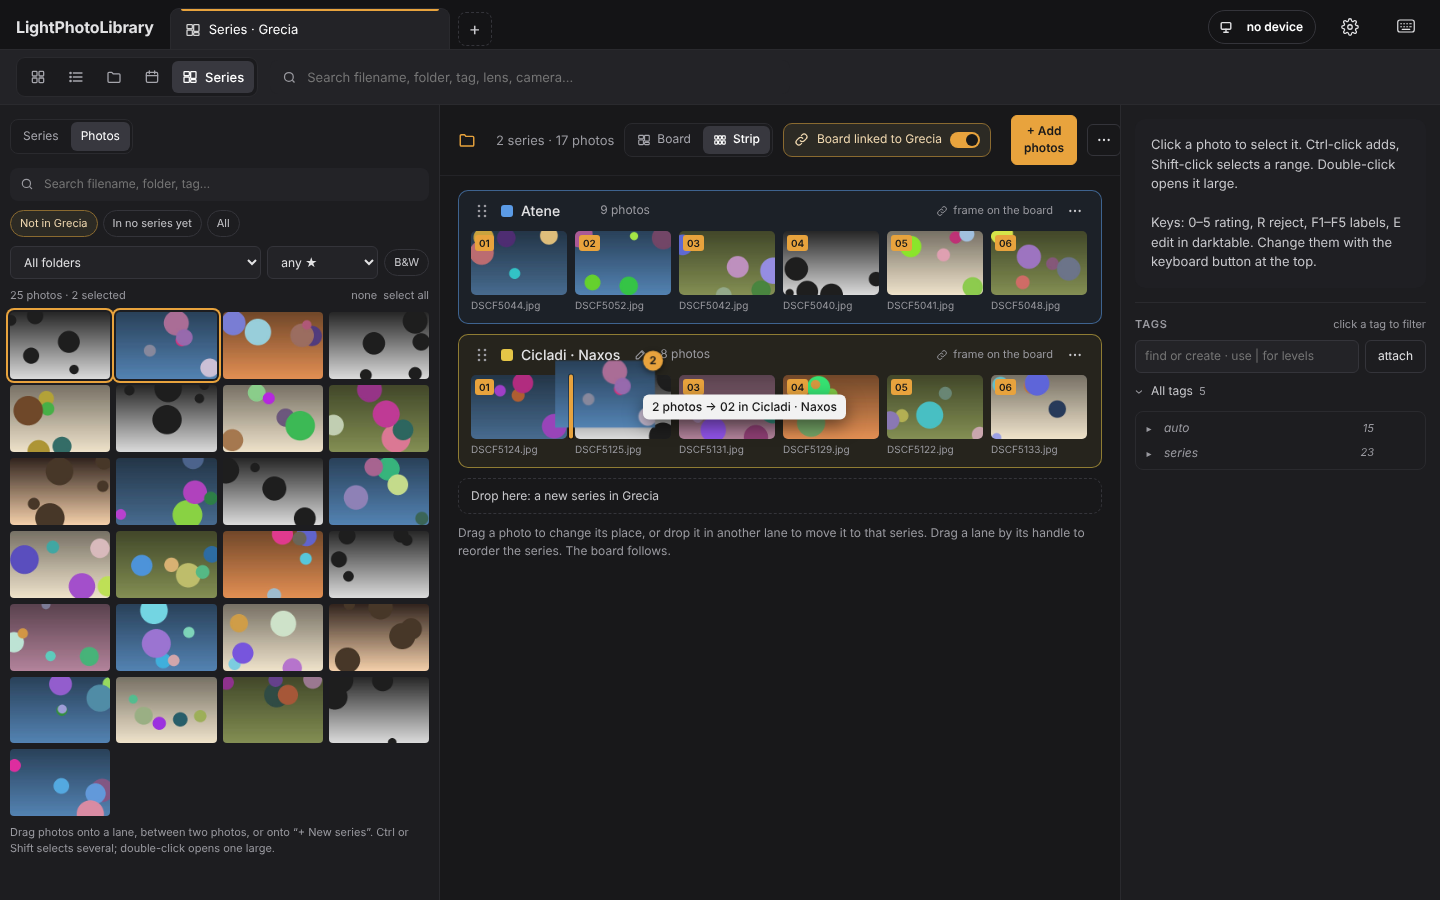 LightPhotoLibrary
Series · Grecia
+
no device
Series
Search filename, folder, tag, lens, camera...
Series
Photos
Search filename, folder, tag...
Not in Grecia
In no series yet
All
All folders
any ★
B&W
25 photos · 2 selected
none
select all
Drag photos onto a lane, between two photos, or onto “+ New series”. Ctrl or
Shift selects several; double-click opens one large.
2 series · 17 photos
Board
Strip
Board linked to Grecia
+ Add
photos
Atene
9 photos
frame on the board
01
02
03
04
05
06
DSCF5044.jpg
DSCF5052.jpg
DSCF5042.jpg
DSCF5040.jpg
DSCF5041.jpg
DSCF5048.jpg
Cicladi · Naxos
2
8 photos
frame on the board
01
03
04
05
06
2 photos → 02 in Cicladi · Naxos
DSCF5124.jpg
DSCF5125.jpg
DSCF5131.jpg
DSCF5129.jpg
DSCF5122.jpg
DSCF5133.jpg
Drop here: a new series in Grecia
Drag a photo to change its place, or drop it in another lane to move it to that series. Drag a lane by its handle to
reorder the series. The board follows.
Click a photo to select it. Ctrl-click adds,
Shift-click selects a range. Double-click
opens it large.
Keys: 0–5 rating, R reject, F1–F5 labels, E
edit in darktable. Change them with the
keyboard button at the top.
TAGS
click a tag to filter
find or create · use | for levels
attach
All tags 5
auto 15
series 23